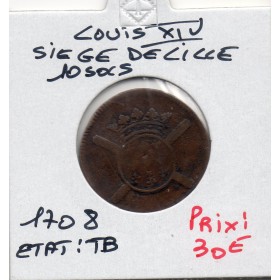 LOUIS XIV
SIEGE DE LILLE
10 SOLS
1708
ETAT : TB
PRIX :
30€